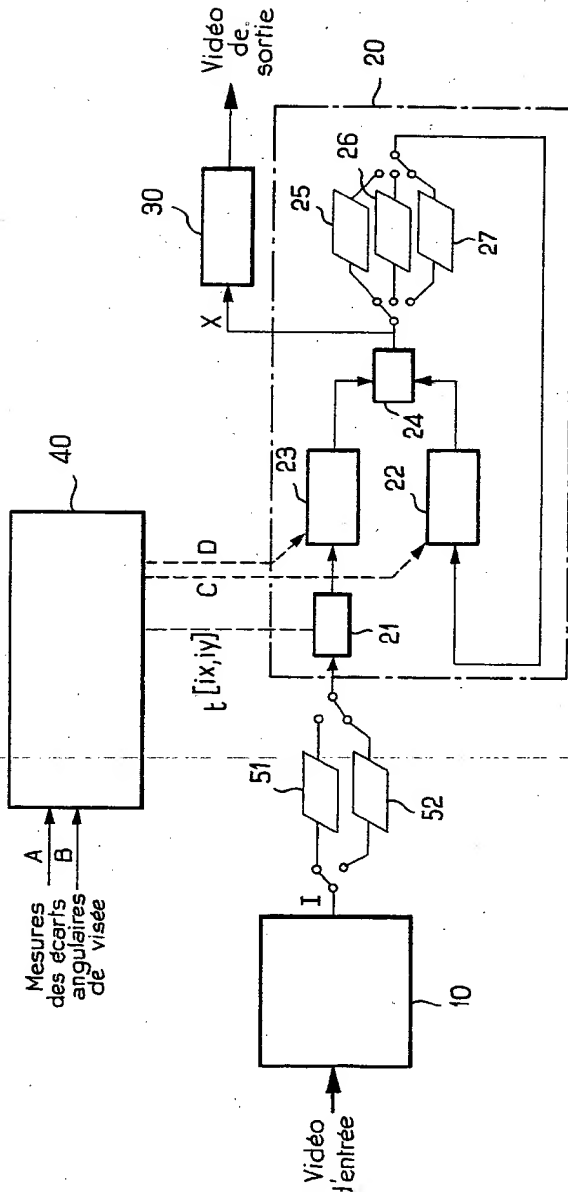 Mesures
des écarts
angulaires
de visée
A
B
40
t [ix,iy]
C
D
X
30
Vidéo
de
sortie
20
Vidéo
d'entrée
10
I
51
52
21
23
22
24
25
26
27